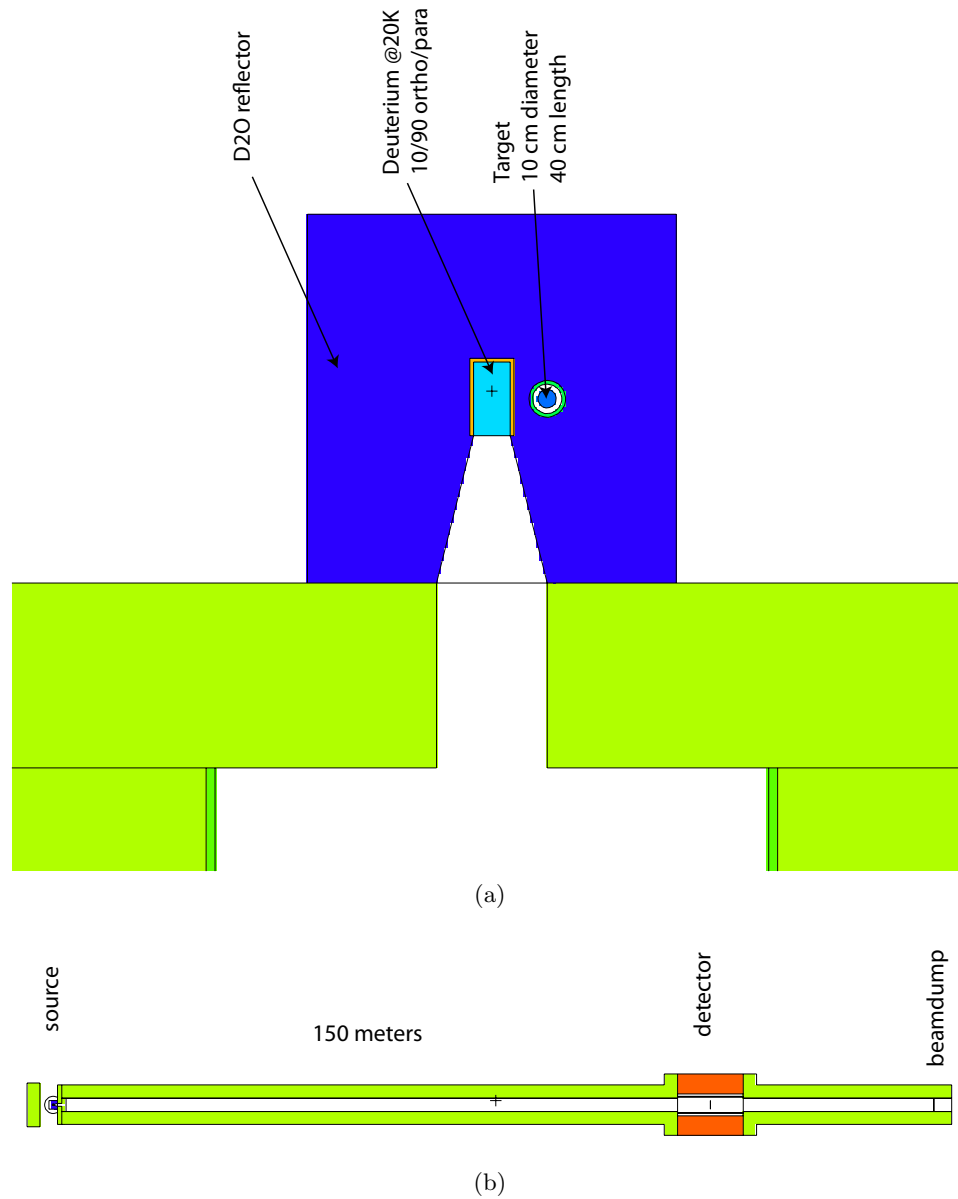 D2O reflector
Deuterium @20K
10/90 ortho/para
Target
10 cm diameter
40 cm length
(a)
source
150 meters
detector
beamdump
(b)